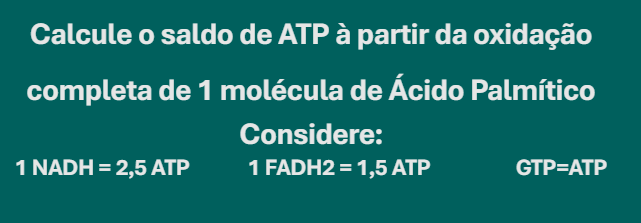 Calcule o saldo de ATP à partir da oxidação
completa de 1 molécula de Ácido Palmítico
Considere:
1 NADH = 2,5 ATP 1 FADH2 = 1,5 ATP GTP=ATP